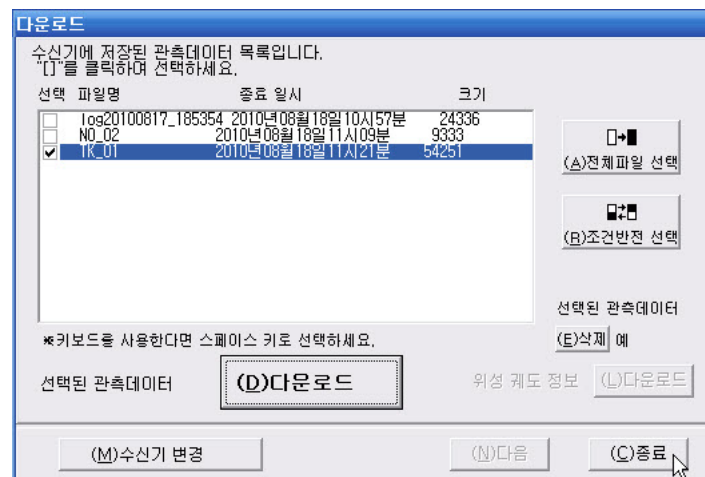 다운로드
수신기에 저장된 관측데이터 목록입니다.
"[]"를 클릭하며 선택하세요.
선택 파일명 종료 일시 크기
log20100817_185354 2010년08월18일10시57분 24336
NO_02 2010년08월18일11시09분 9333
TK_01 2010년08월18일11시21분 54251
(A)전체파일 선택
(R)조건반전 선택
선택된 관측데이터
(E)삭제 예
※키보드를 사용한다면 스페이스 키로 선택하세요.
선택된 관측데이터 (D)다운로드 위성 궤도 정보 (L)다운로드
(M)수신기 변경 (N)다음 (C)종료